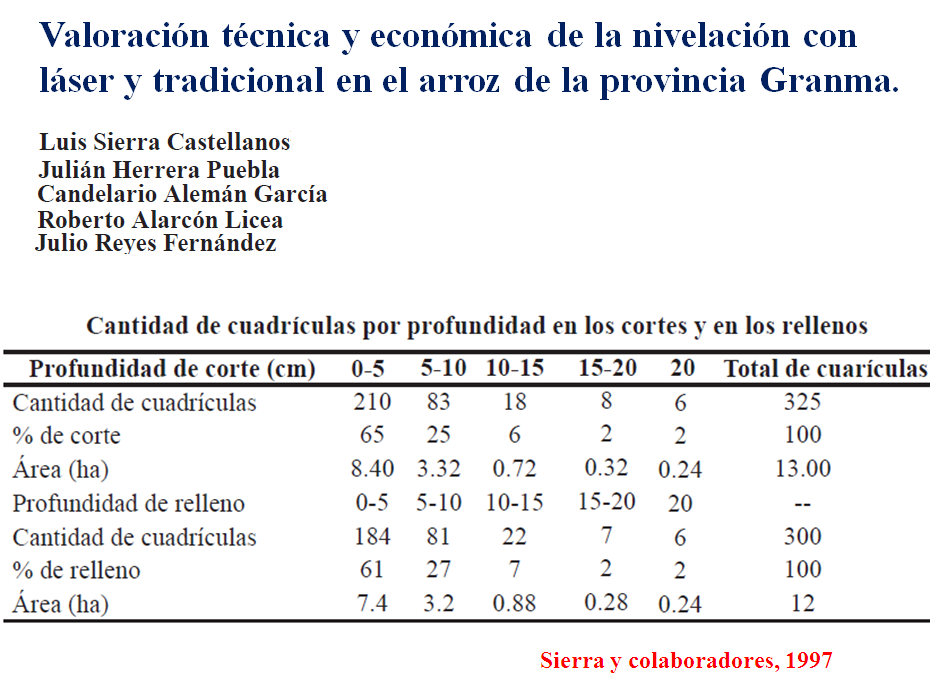 Valoración técnica y económica de la nivelación con
láser y tradicional en el arroz de la provincia Granma.
Luis Sierra Castellanos
Julián Herrera Puebla
Candelario Alemán García
Roberto Alarcón Licea
Julio Reyes Fernández
Cantidad de cuadrículas por profundidad en los cortes y en los rellenos
Profundidad de corte (cm) 0-5 5-10 10-15 15-20 20 Total de cuarículas
Cantidad de cuadrículas 210 83 18 8 6 325
% de corte 65 25 6 2 2 100
Área (ha) 8.40 3.32 0.72 0.32 0.24 13.00
Profundidad de relleno 0-5 5-10 10-15 15-20 20 --
Cantidad de cuadrículas 184 81 22 7 6 300
% de relleno 61 27 7 2 2 100
Área (ha) 7.4 3.2 0.88 0.28 0.24 12
Sierra y colaboradores, 1997